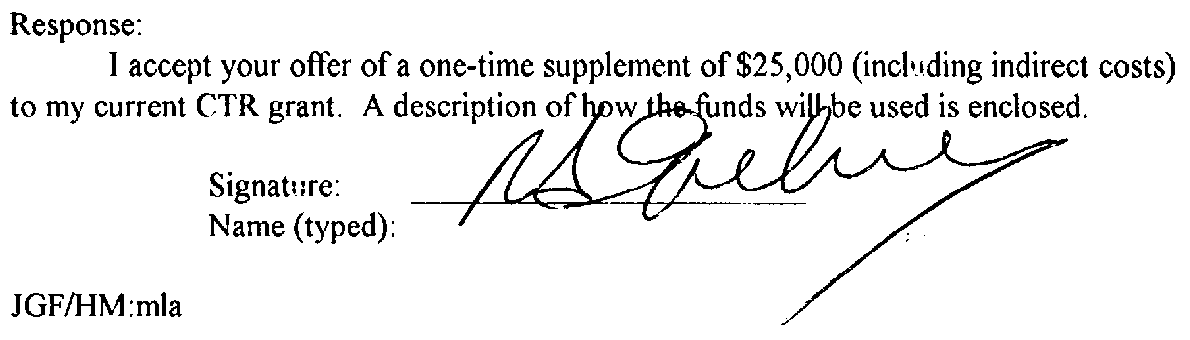 Response:
I accept your offer of a one-time supplement of $25,000 (including indirect costs)
to my current CTR grant. A description of how the funds will be used is enclosed.
Signature:
Name (typed):
JGF/HM:mla